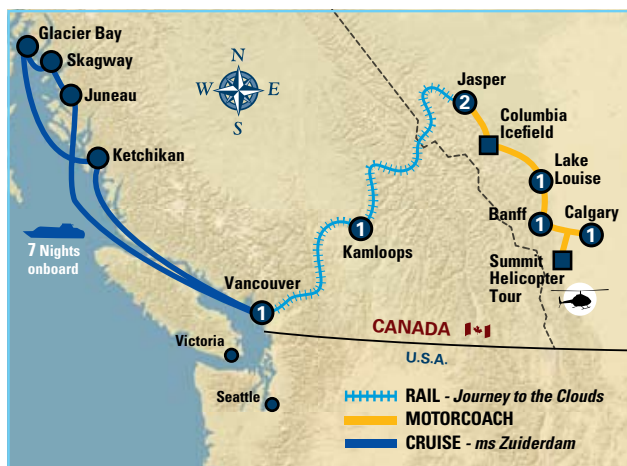 Glacier Bay
Skagway
Juneau
Ketchikan
N
W E
S
7 Nights
onboard
Jasper
2
Columbia
Icefield
Lake
Louise
1
Banff
1
Calgary
1
Summit
Helicopter
Tour
1
Kamloops
Vancouver
1
Victoria
Seattle
CANADA
U.S.A.
RAIL - Journey to the Clouds
MOTORCOACH
CRUISE - ms Zuiderdam